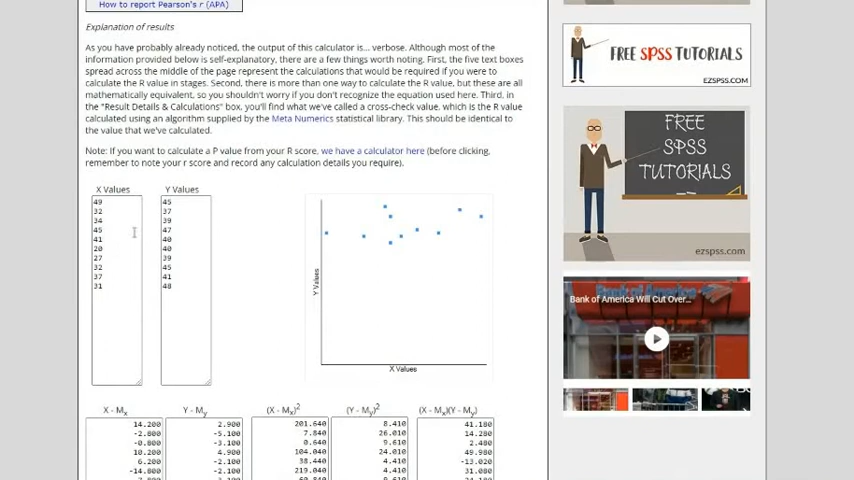 How to report Pearson's r (APA)
Explanation of results
As you have probably already noticed, the output of this calculator is... verbose. Although most of the
information provided below is self-explanatory, there are a few things worth noting. First, the five text boxes
spread across the middle of the page represent the calculations that would be required if you were to
calculate the R value in stages. Second, there is more than one way to calculate the R value, but these are all
mathematically equivalent, so you shouldn't worry if you don't recognize the equation used here. Third, in
the "Result Details & Calculations" box, you'll find what we've called a cross-check value, which is the R value
calculated using an algorithm supplied by the Meta Numerics statistical library. This should be identical to
the value that we've calculated.
Note: If you want to calculate a P value from your R score, we have a calculator here (before clicking,
remember to note your r score and record any calculation details you require).
X Values Y Values
49 45
32 37
34 39
45 47
41 40
20 40
27 39
32 45
37 41
31 48
Y Values
X Values
X - Mx Y - My (X - Mx)2 (Y - My)2 (X - Mx)(Y - My)
14.200 2.900 201.640 8.410 41.180
-2.800 -5.100 7.840 26.010 14.280
-0.800 -3.100 0.640 9.610 2.480
10.200 4.900 104.040 24.010 49.980
6.200 -2.100 38.440 4.410 -13.020
-14.800 -2.100 219.040 4.410 31.080
FREE SPSS TUTORIALS
EZSPSS.COM
FREE
SPSS
TUTORIALS
ezspss.com
Bank of America Will Cut Over...